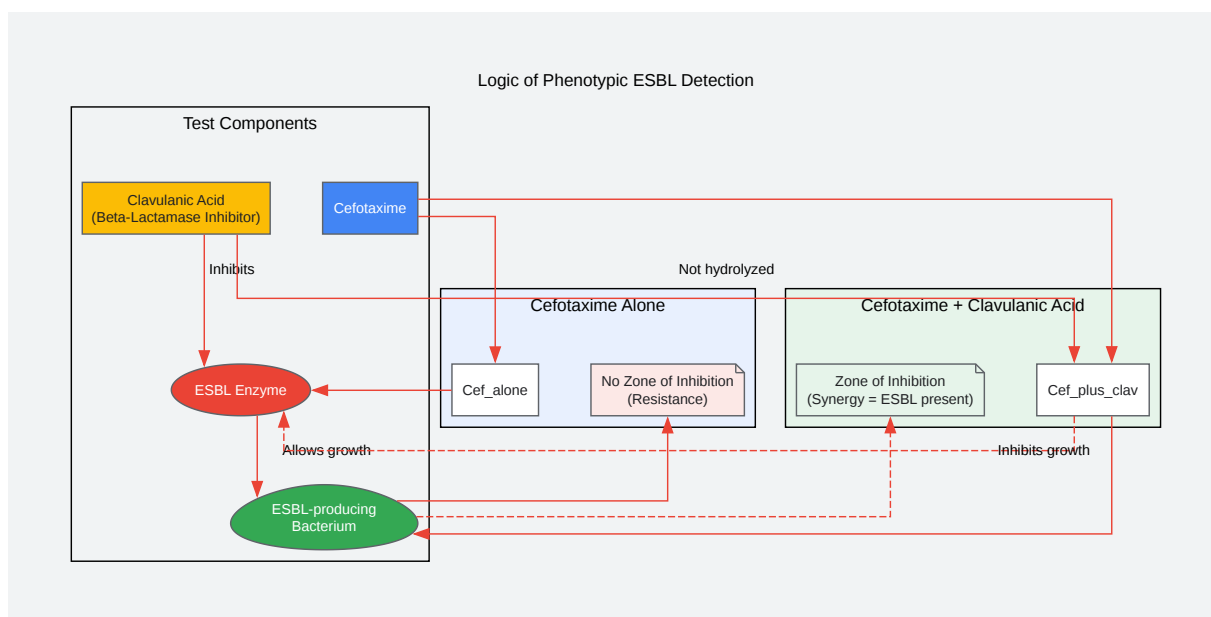 Logic of Phenotypic ESBL Detection
Test Components
Clavulanic Acid
(Beta-Lactamase Inhibitor)
Cefotaxime
Inhibits
Not hydrolyzed
Cefotaxime Alone
Cefotaxime + Clavulanic Acid
ESBL Enzyme
Cef_alone
No Zone of Inhibition
(Resistance)
Zone of Inhibition
(Synergy = ESBL present)
Cef_plus_clav
Allows growth
Inhibits growth
ESBL-producing
Bacterium